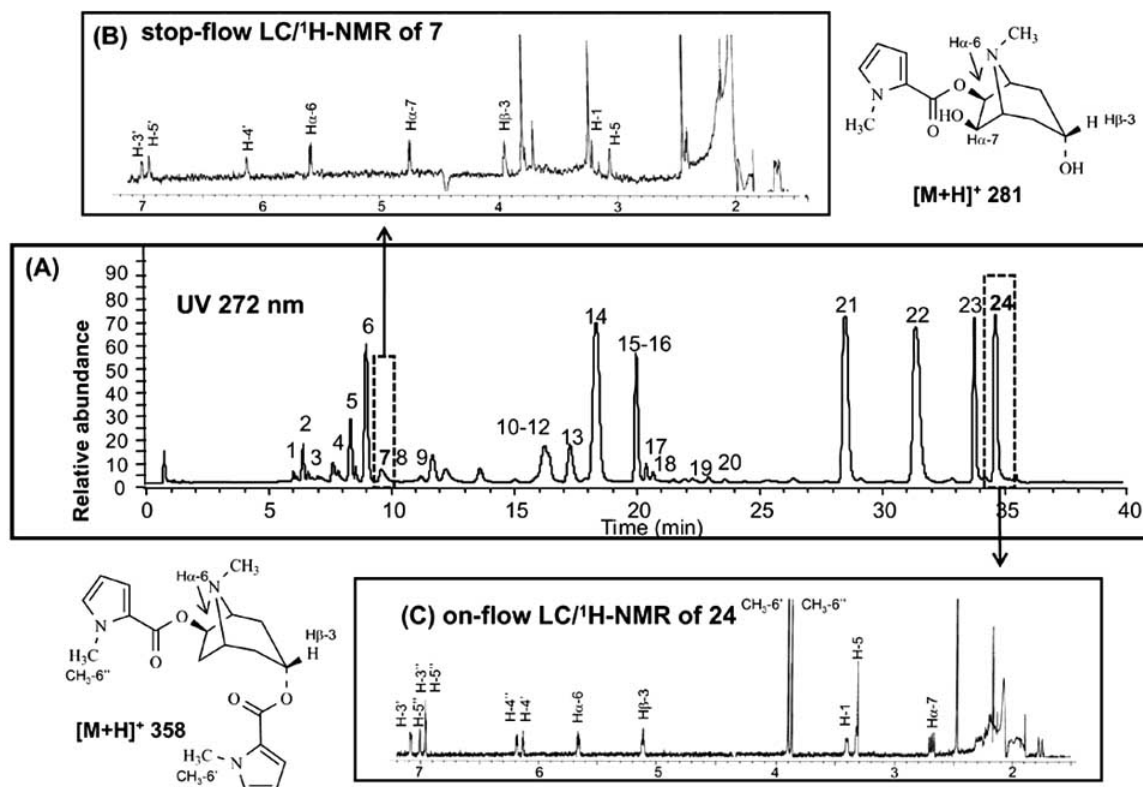 (B) stop-flow LC/¹H-NMR of 7
H-3'
H-5'
H-4'
Hα-6
Hα-7
Hβ-3
H-1
H-5
7 6 5 4 3 2
Hα-6
N
CH₃
O
N
H₃C
O
HO
Hα-7
H Hβ-3
OH
[M+H]⁺ 281
(A)
UV 272 nm
Relative abundance
90
80
70
60
50
40
30
20
10
0
1
2
3
4
5
6
7
8
9
10-12
13
14
15-16
17
18
19
20
21
22
23
24
0 5 10 15 20 25 30 35 40
Time (min)
Hα-6
N
CH₃
O
N
H₃C
CH₃-6''
O
Hβ-3
H
O
O
[M+H]⁺ 358
H₃C
N
CH₃-6'
(C) on-flow LC/¹H-NMR of 24
CH₃-6' CH₃-6''
H-3'
H-5''
H-3''
H-5''
H-4''
H-4'
Hα-6
Hβ-3
H-1
H-5
Hα-7
7 6 5 4 3 2